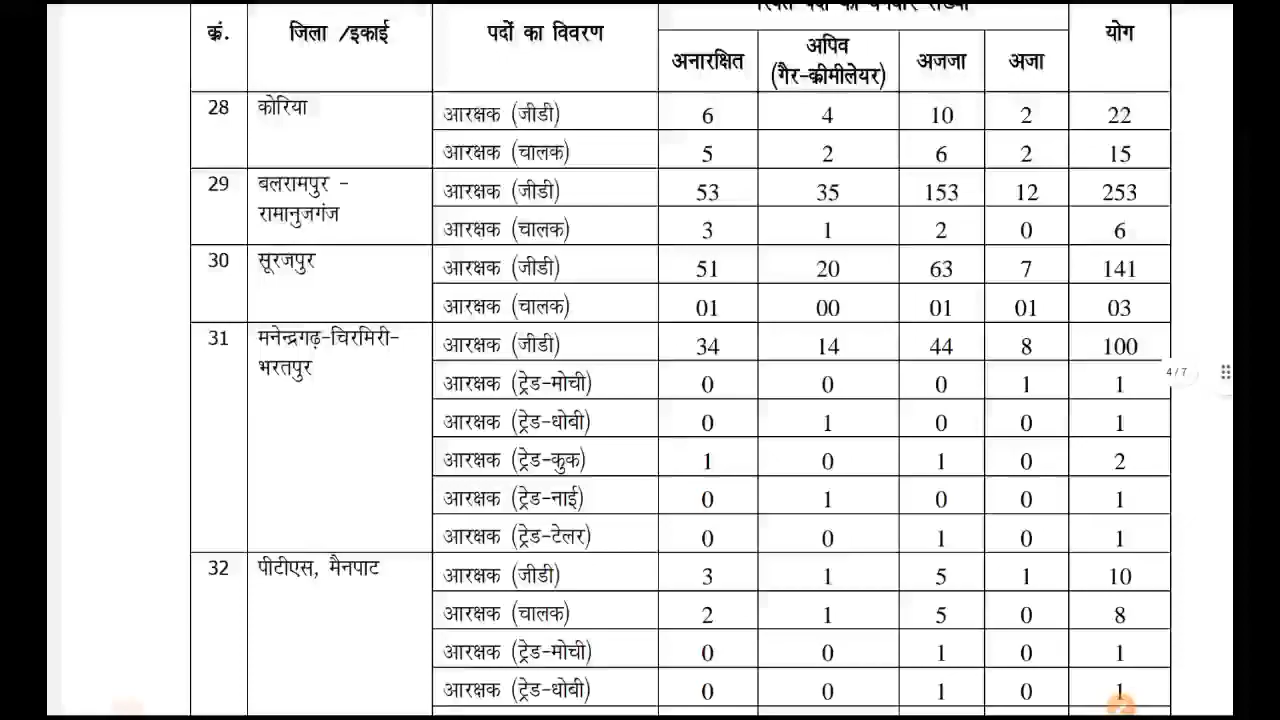 रिक्त पदों की वर्गवार संख्या
क्रं. जिला /इकाई पदों का विवरण अनारक्षित अपिव (गैर-क्रीमीलेयर) अजजा अजा योग
28 कोरिया आरक्षक (जीडी) 6 4 10 2 22
आरक्षक (चालक) 5 2 6 2 15
29 बलरामपुर - रामानुजगंज आरक्षक (जीडी) 53 35 153 12 253
आरक्षक (चालक) 3 1 2 0 6
30 सूरजपुर आरक्षक (जीडी) 51 20 63 7 141
आरक्षक (चालक) 01 00 01 01 03
31 मनेन्द्रगढ़-चिरमिरी-भरतपुर आरक्षक (जीडी) 34 14 44 8 100
आरक्षक (ट्रेड-मोची) 0 0 0 1 1
आरक्षक (ट्रेड-धोबी) 0 1 0 0 1
आरक्षक (ट्रेड-कुक) 1 0 1 0 2
आरक्षक (ट्रेड-नाई) 0 1 0 0 1
आरक्षक (ट्रेड-टेलर) 0 0 1 0 1
32 पीटीएस, मैनपाट आरक्षक (जीडी) 3 1 5 1 10
आरक्षक (चालक) 2 1 5 0 8
आरक्षक (ट्रेड-मोची) 0 0 1 0 1
आरक्षक (ट्रेड-धोबी) 0 0 1 0 1
4/7